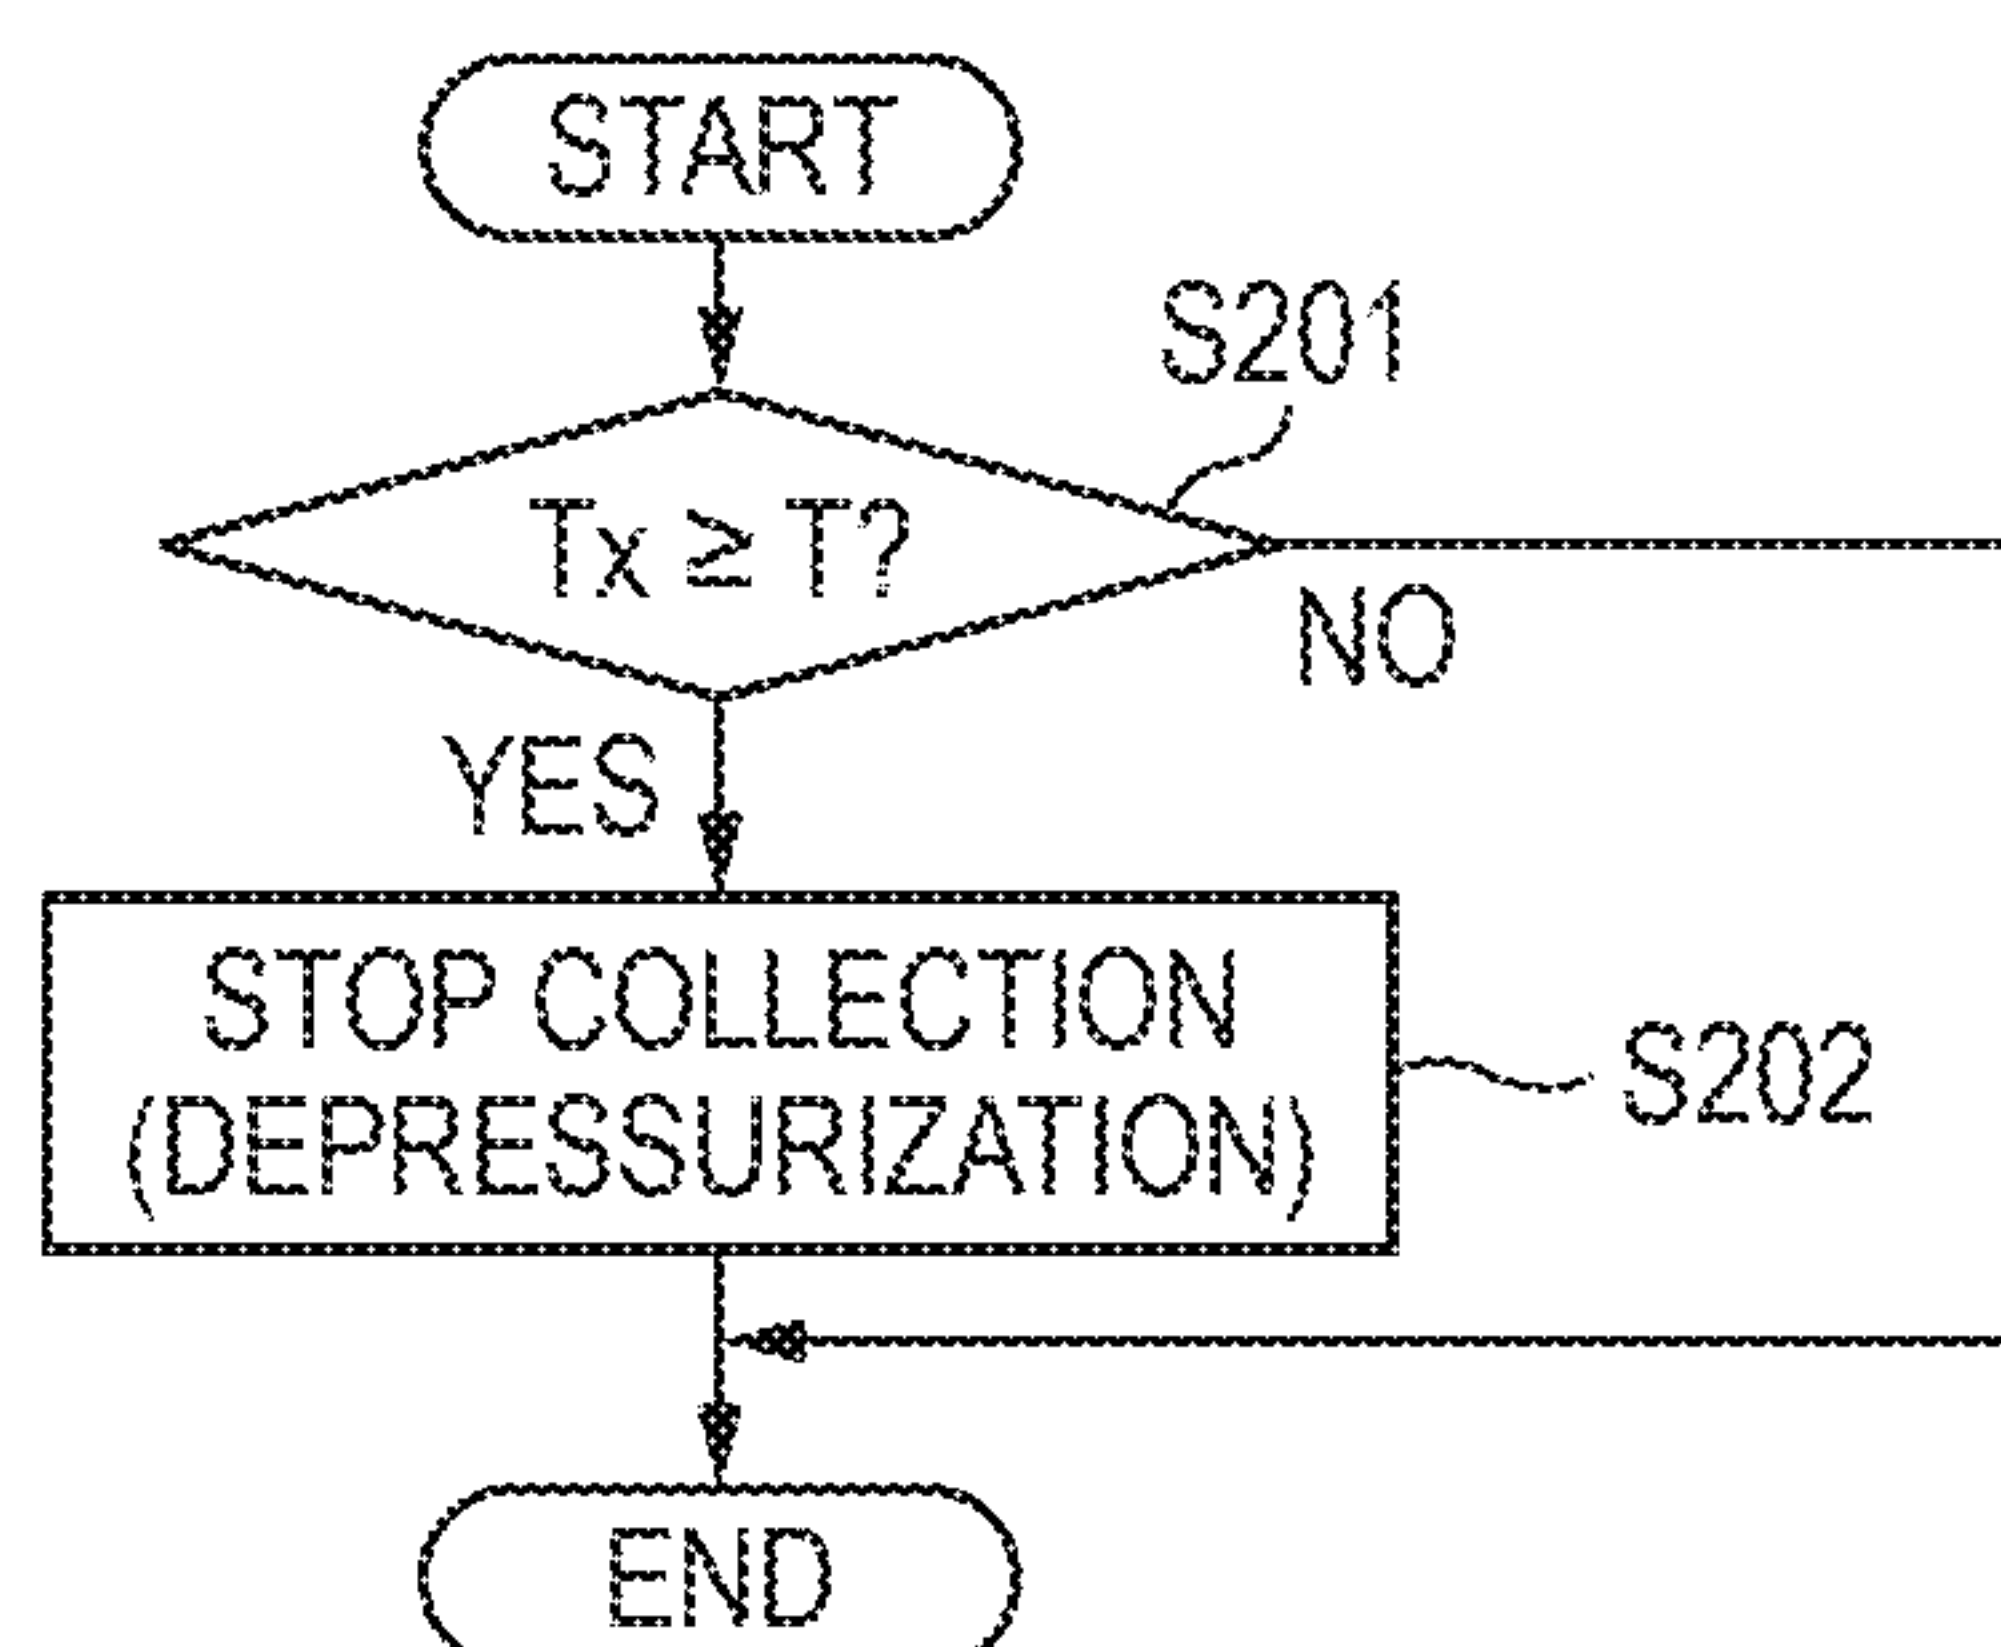 START
S201
Tx ≥ T?
NO
YES
STOP COLLECTION
(DEPRESSURIZATION)
S202
END